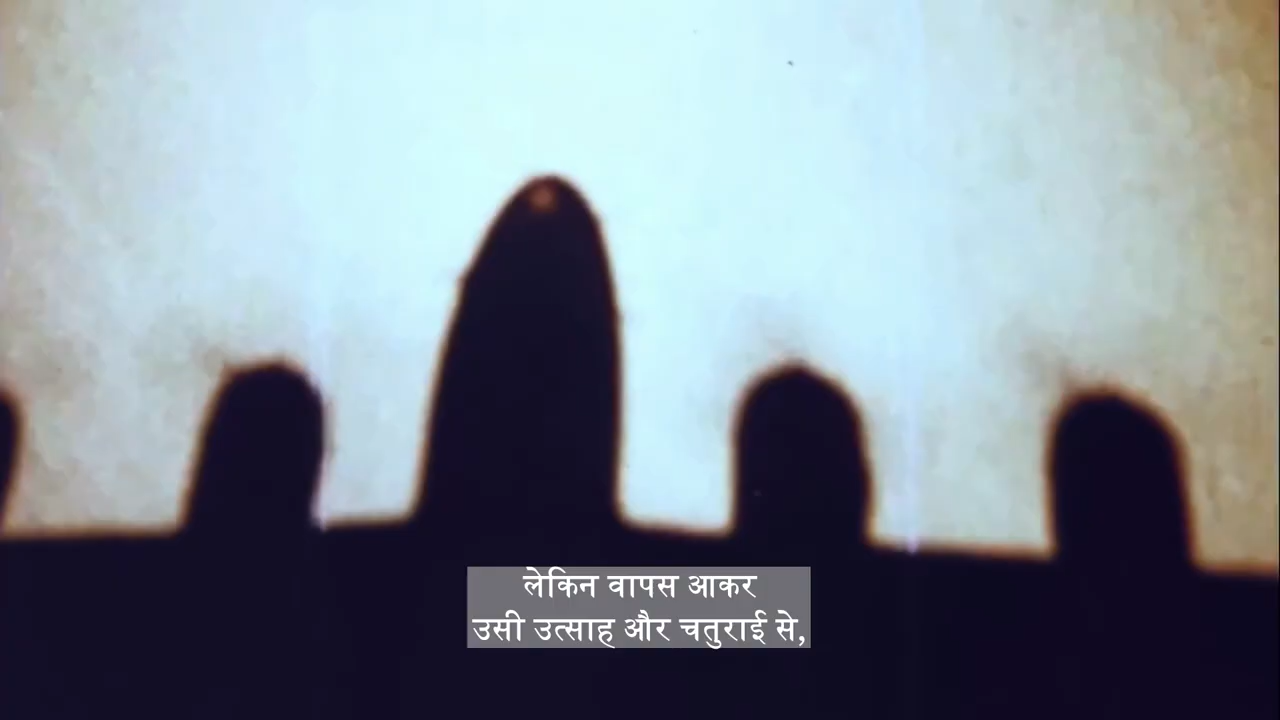 लेकिन वापस आकर
उसी उत्साह और चतुराई से,